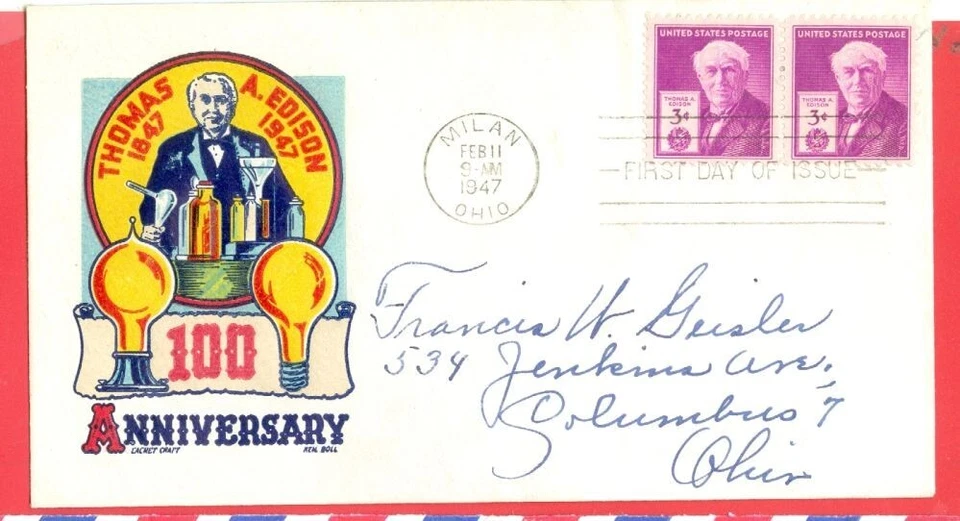 THOMAS A. EDISON
1847 1947
100
ANNIVERSARY
CACHET CRAFT KEN BOLL
MILAN
FEB 11
9-AM
1947
OHIO
UNITED STATES POSTAGE
THOMAS A.
EDISON
3¢
UNITED STATES POSTAGE
THOMAS A.
EDISON
3¢
FIRST DAY OF ISSUE
Francis W. Geisler
534 Jenkins Ave.
Columbus 7,
Ohio